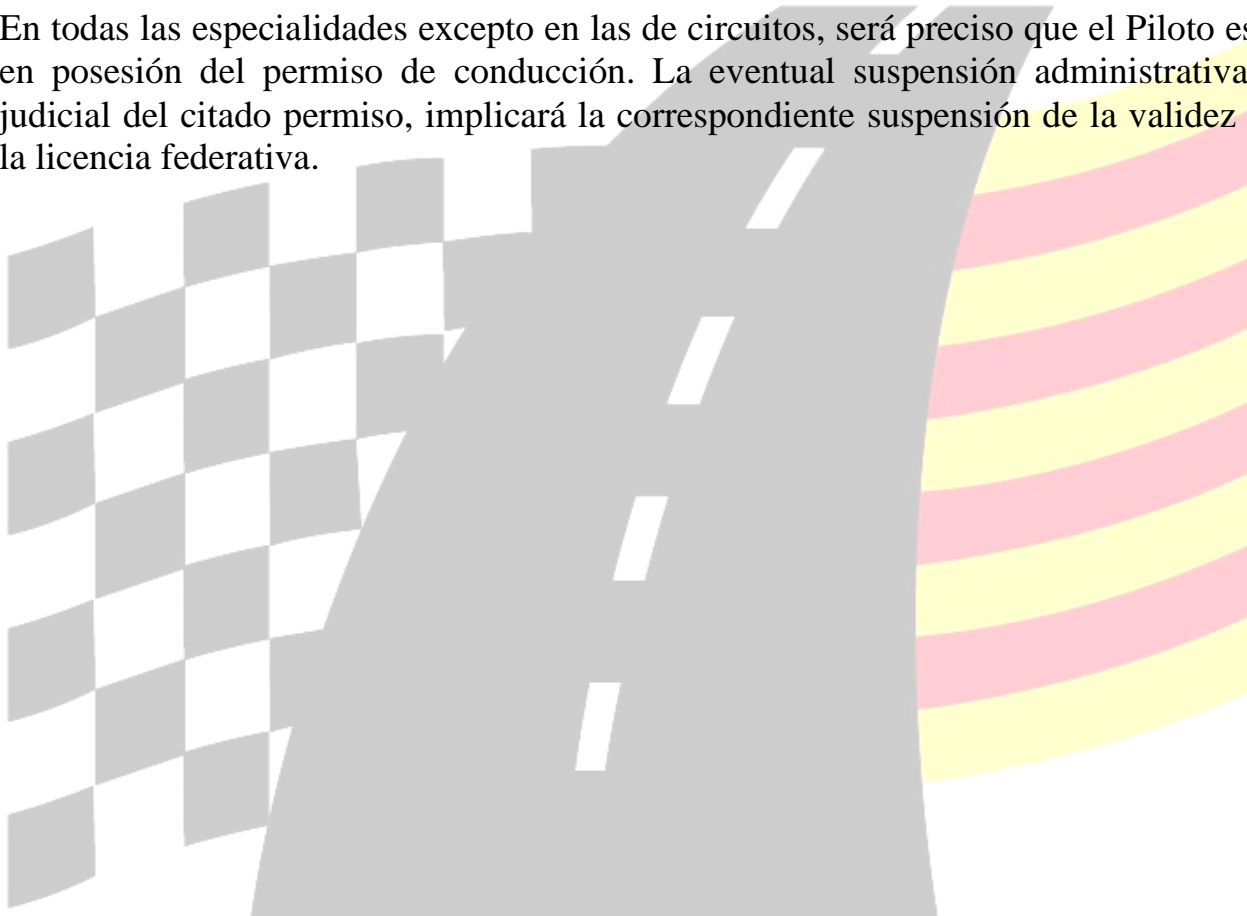 En todas las especialidades excepto en las de circuitos, será preciso que el Piloto es
en posesión del permiso de conducción. La eventual suspensión administrativa
judicial del citado permiso, implicará la correspondiente suspensión de la validez
la licencia federativa.